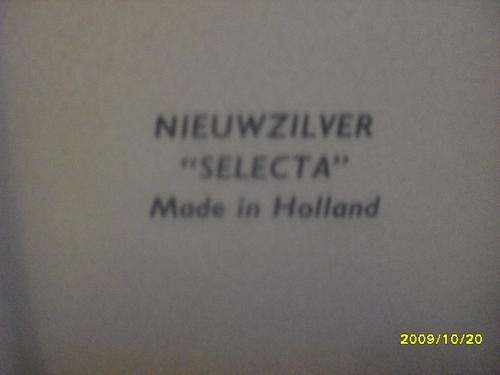 NIEUWZILVER
"SELECTA"
Made in Holland
2009/10/20